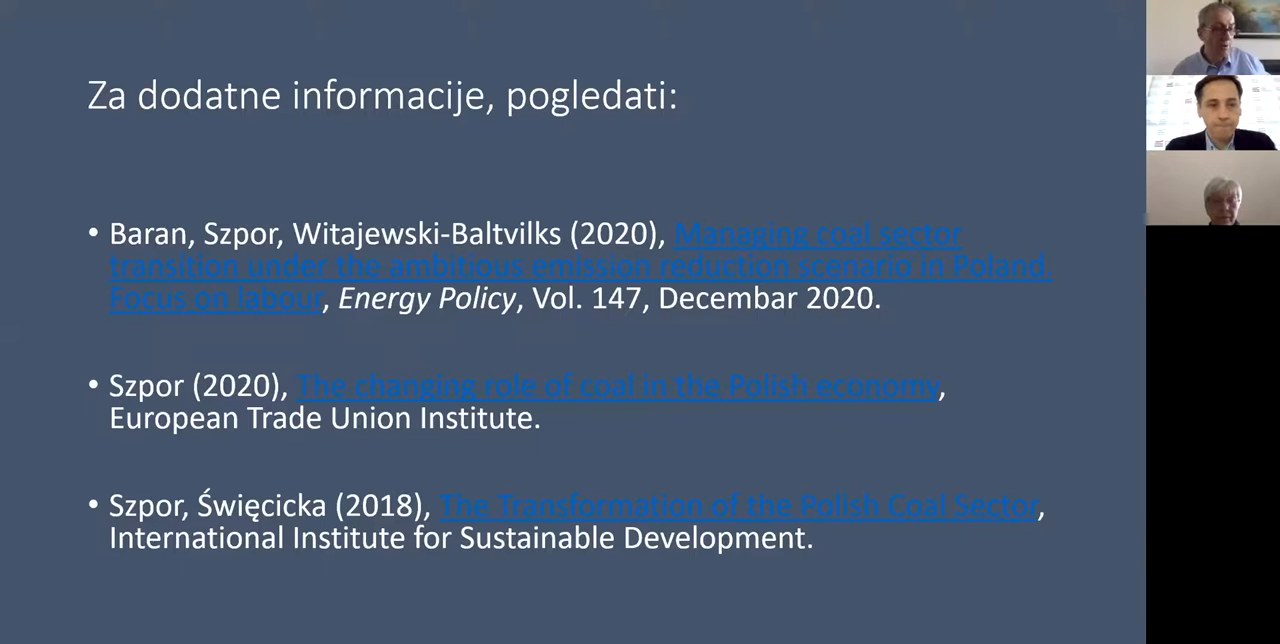 Za dodatne informacije, pogledati:
• Baran, Szpor, Witajewski-Baltvilks (2020), Managing coal sector
transition under the ambitious emission reduction scenario in Poland.
Focus on labour, Energy Policy, Vol. 147, Decembar 2020.
• Szpor (2020), The changing role of coal in the Polish economy,
European Trade Union Institute.
• Szpor, Święcicka (2018), The Transformation of the Polish Coal Sector,
International Institute for Sustainable Development.